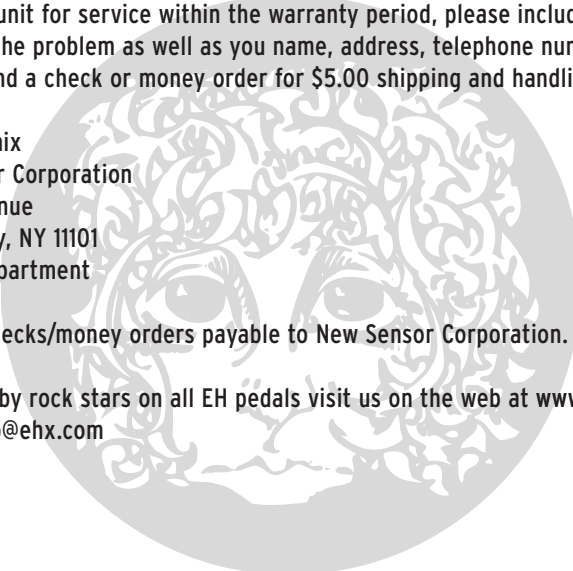 unit for service within the warranty period, please includ
he problem as well as you name, address, telephone nur
nd a check or money order for $5.00 shipping and handli
nix
r Corporation
nue
y, NY 11101
partment
ecks/money orders payable to New Sensor Corporation.
by rock stars on all EH pedals visit us on the web at www
o@ehx.com